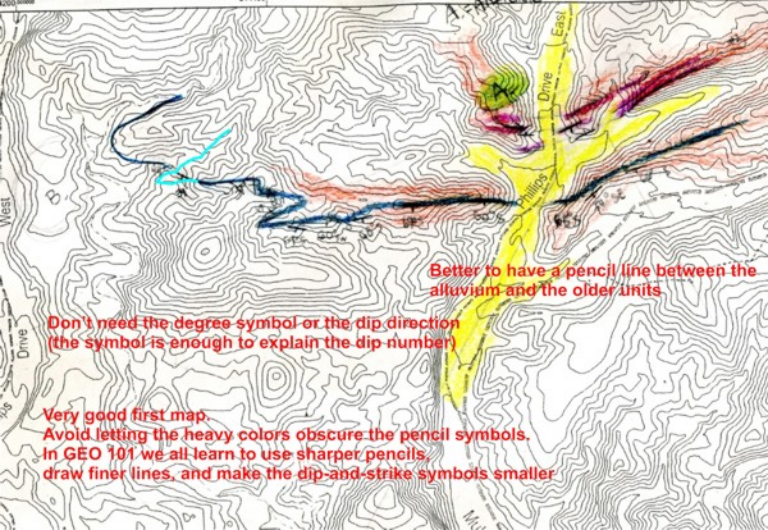 East
Drive
A
Phillips
West
B
Better to have a pencil line between the
alluvium and the older units
Don't need the degree symbol or the dip direction
(the symbol is enough to explain the dip number)
Drive
Very good first map.
Avoid letting the heavy colors obscure the pencil symbols.
In GEO 101 we all learn to use sharper pencils,
draw finer lines, and make the dip-and-strike symbols smaller